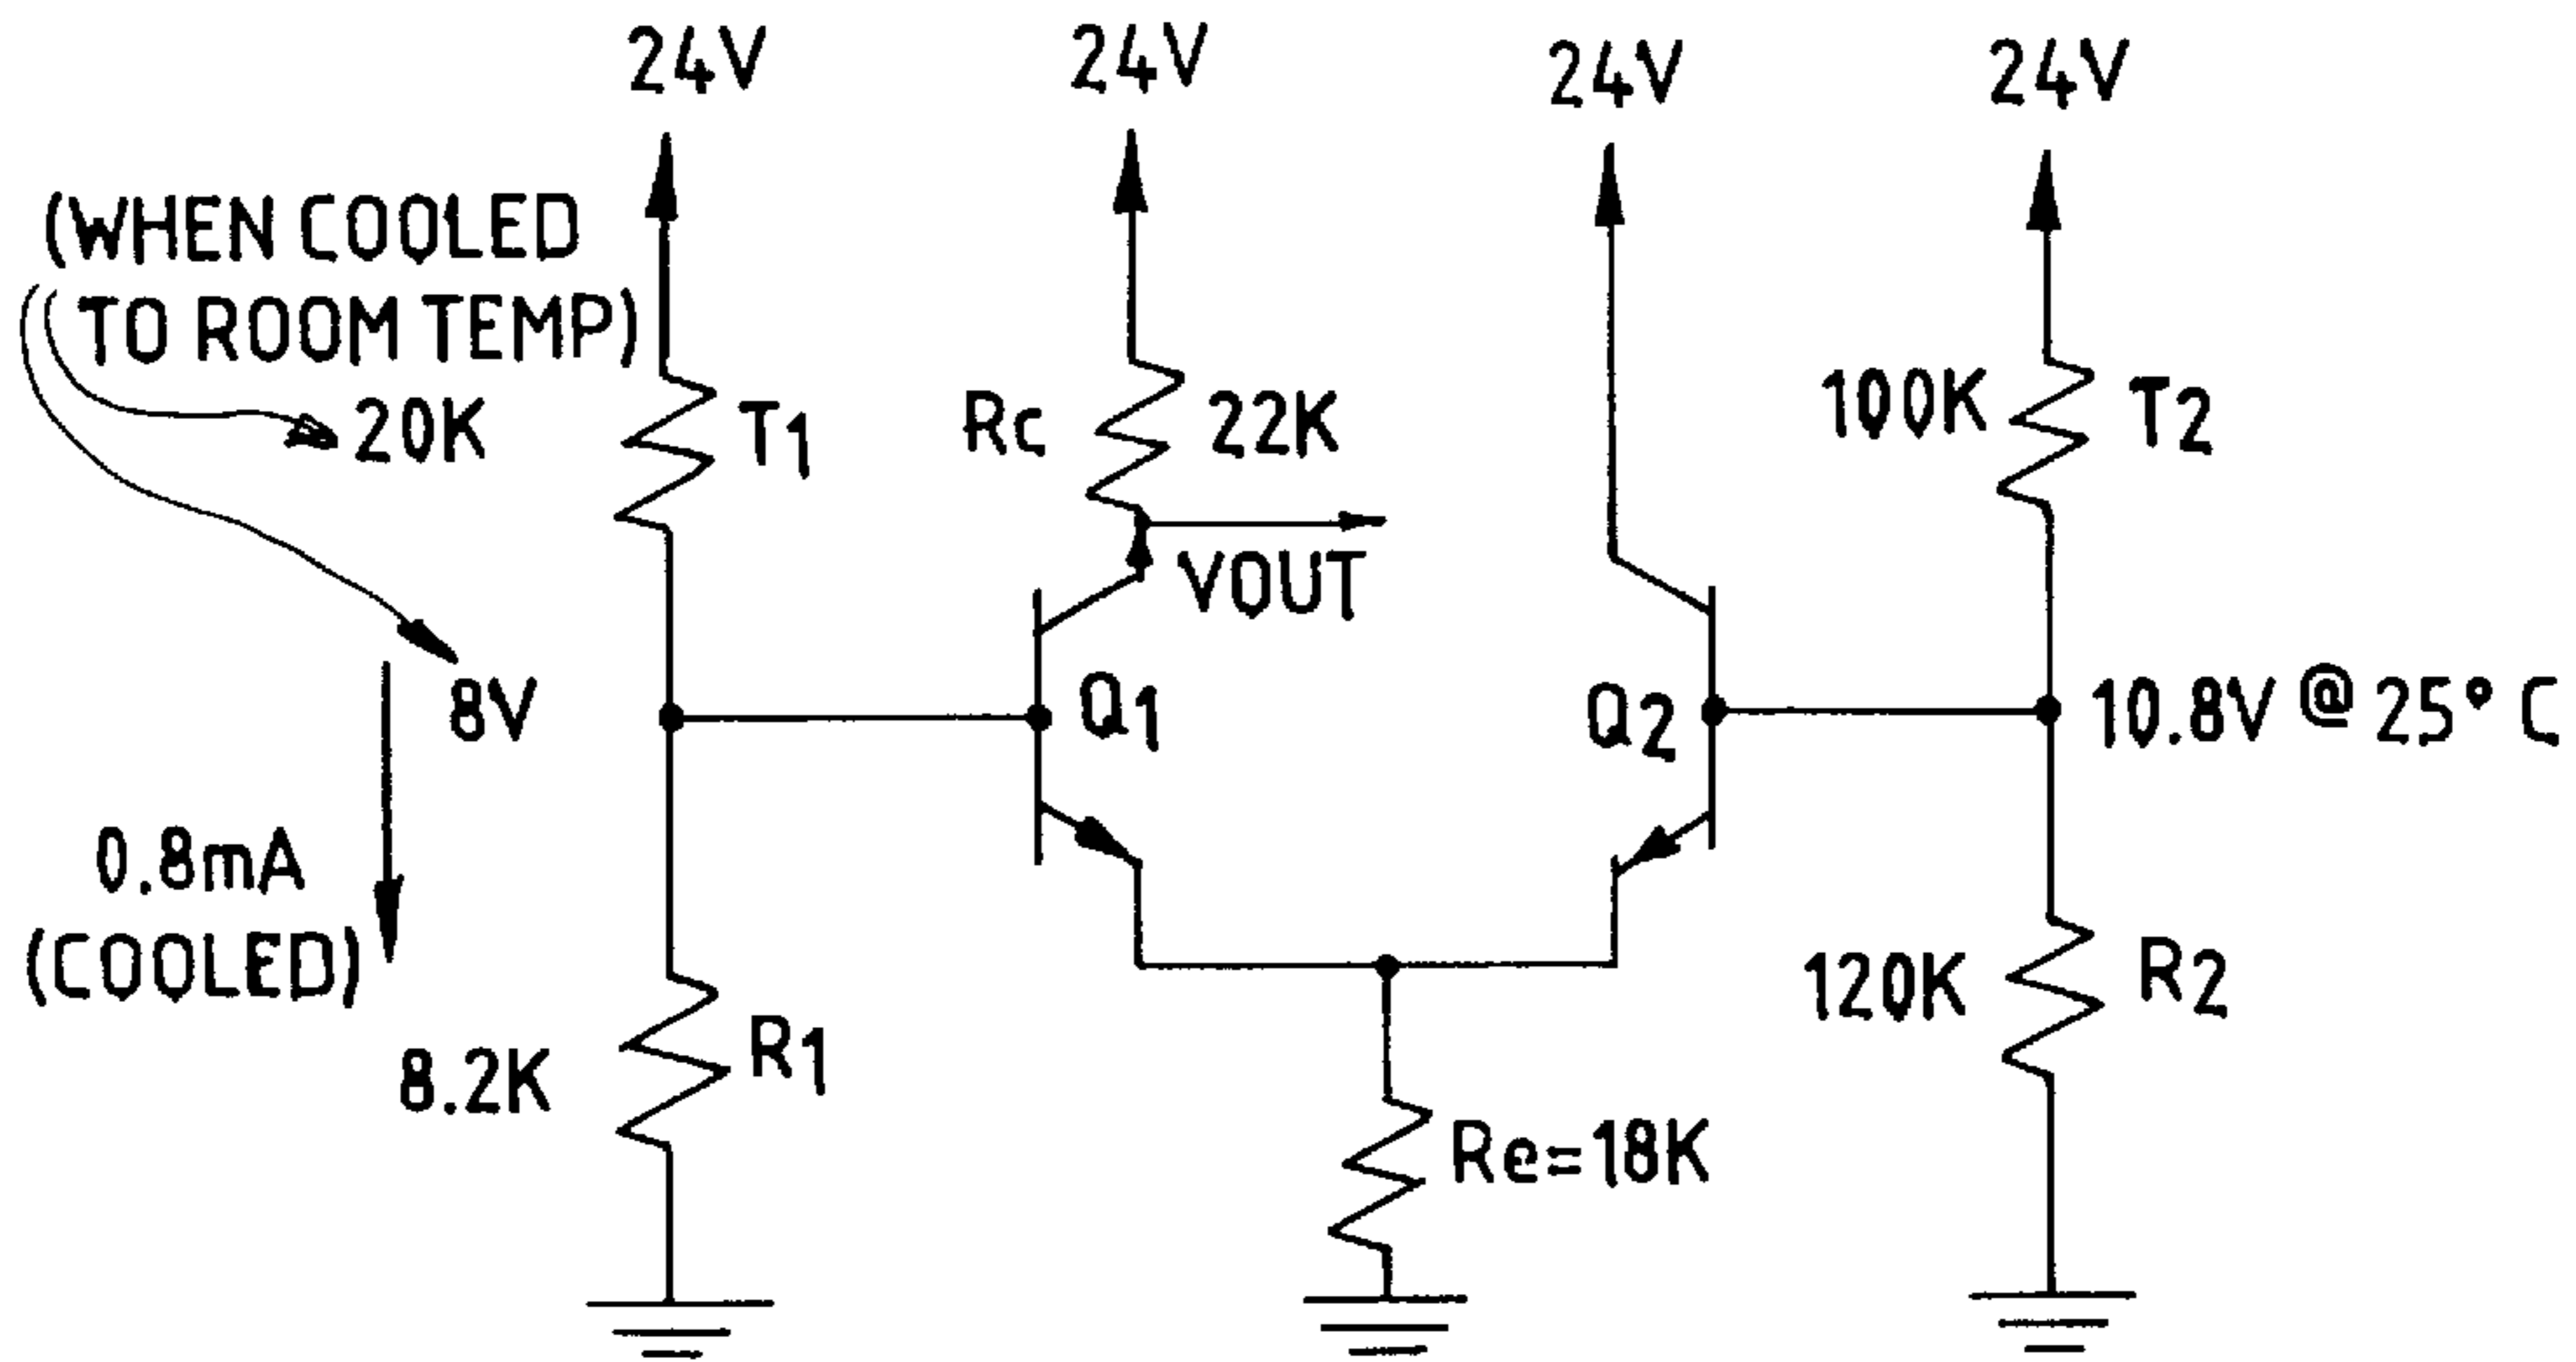 24V
24V
24V
24V
(WHEN COOLED
TO ROOM TEMP)
20K
T1
Rc
22K
100K
T2
VOUT
8V
Q1
Q2
10.8V @ 25° C
0.8mA
(COOLED)
8.2K
R1
120K
R2
Re=18K